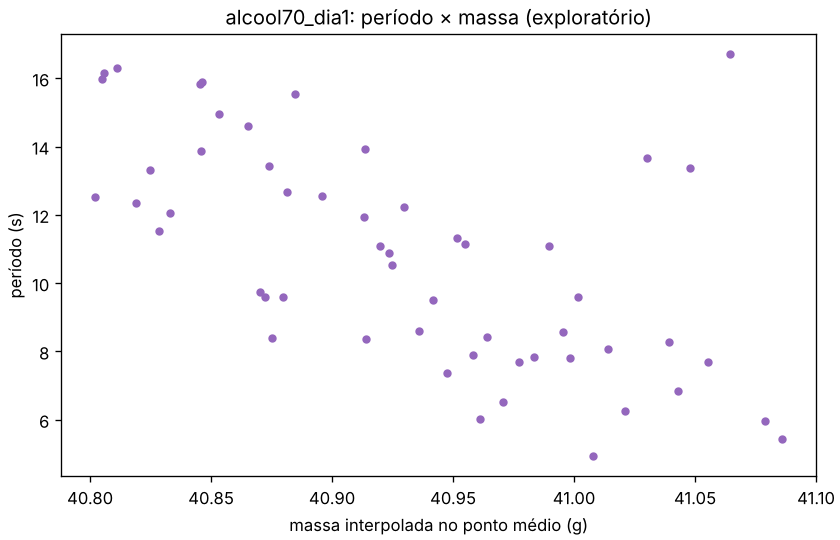 alcool70_dia1: período × massa (exploratório)
período (s)
16
14
12
10
8
6
40.80 40.85 40.90 40.95 41.00 41.05 41.10
massa interpolada no ponto médio (g)